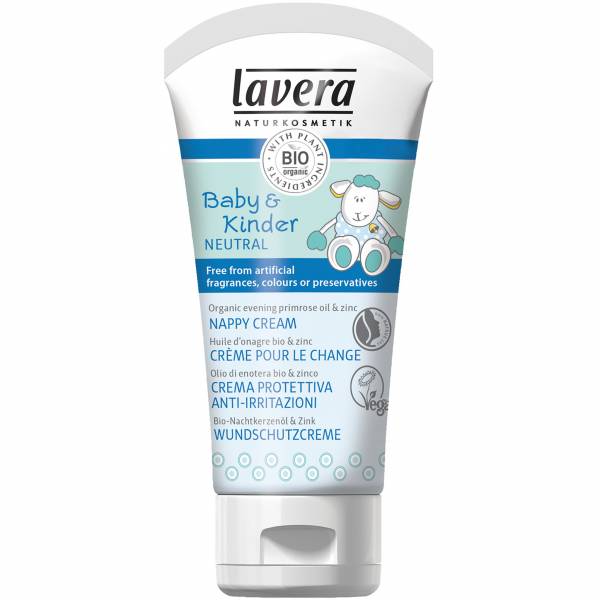 lavera
NATURKOSMETIK
WITH PLANT INGREDIENTS
BIO
organic
Baby &
Kinder
NEUTRAL
Free from artificial
fragrances, colours or preservatives
Organic evening primrose oil & zinc
NAPPY CREAM
Huile d'onagre bio & zinc
CRÈME POUR LE CHANGE
Olio di enotera bio & zinco
CREMA PROTETTIVA
ANTI-IRRITAZIONI
Bio-Nachtkerzenöl & Zink
WUNDSCHUTZCREME
Vega